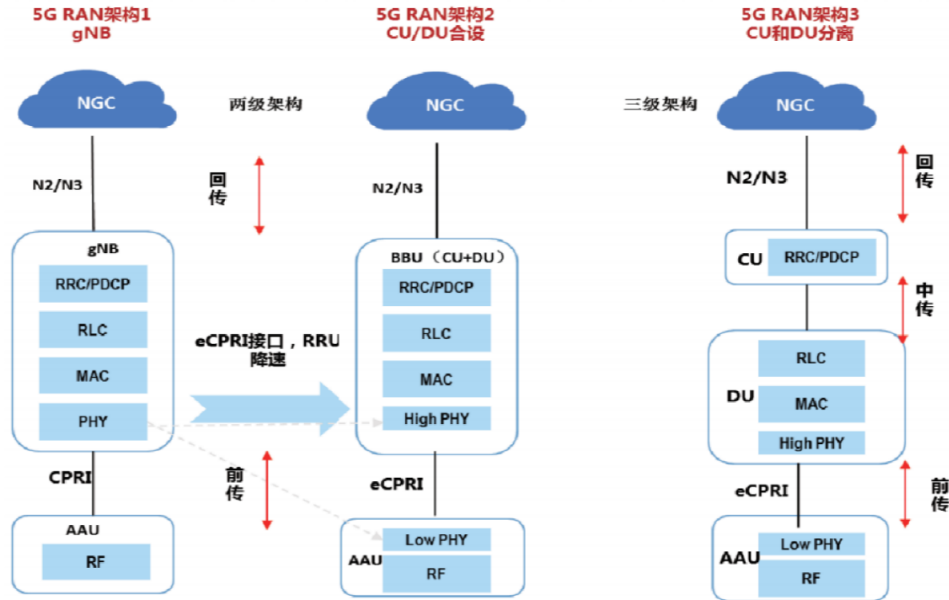 5G RAN架构1
gNB
5G RAN架构2
CU/DU合设
5G RAN架构3
CU和DU分离
NGC
两级架构
NGC
三级架构
NGC
N2/N3
回传
N2/N3
N2/N3
回传
gNB
RRC/PDCP
RLC
MAC
PHY
CPRI
AAU
RF
eCPRI接口，RRU
降速
前传
BBU（CU+DU）
RRC/PDCP
RLC
MAC
High PHY
eCPRI
AAU
Low PHY
RF
CU
RRC/PDCP
中传
DU
RLC
MAC
High PHY
eCPRI
前传
AAU
Low PHY
RF